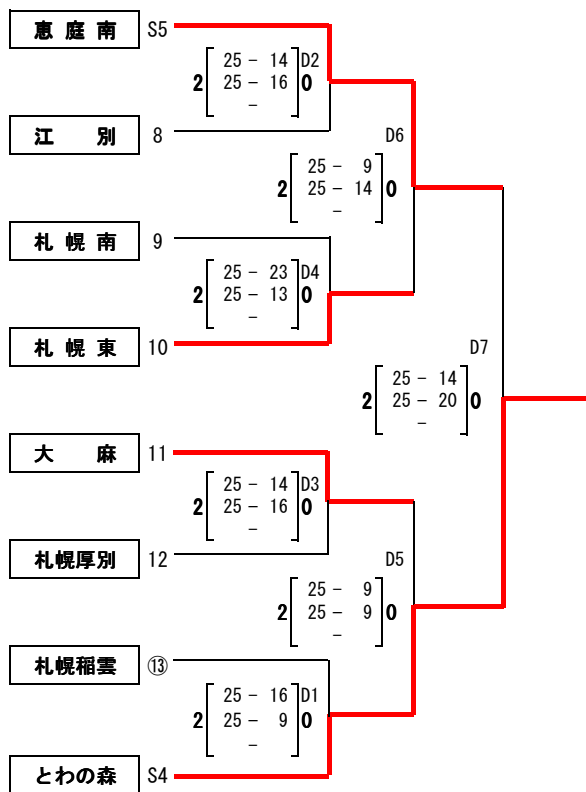 恵庭南 S5
25 - 14 D2
2 25 - 16 0
-
江別 8
D6
25 - 9
2 25 - 14 0
-
札幌南 9
25 - 23 D4
2 25 - 13 0
-
札幌東 10
D7
25 - 14
2 25 - 20 0
-
大麻 11
25 - 14 D3
2 25 - 16 0
-
札幌厚別 12
D5
25 - 9
2 25 - 9 0
-
札幌稲雲 ⑬
25 - 16 D1
2 25 - 9 0
-
とわの森 S4